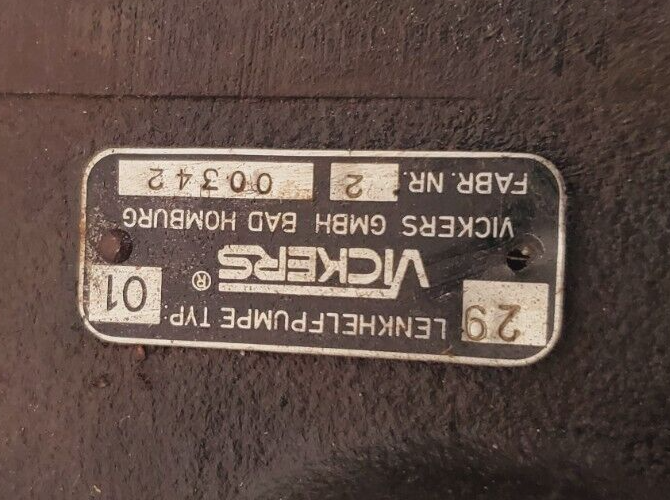 29 LENKHELFPUMPE TYP: 01
VICKERS ®
VICKERS GMBH BAD HOMBURG
FABR. NR. 2 00342